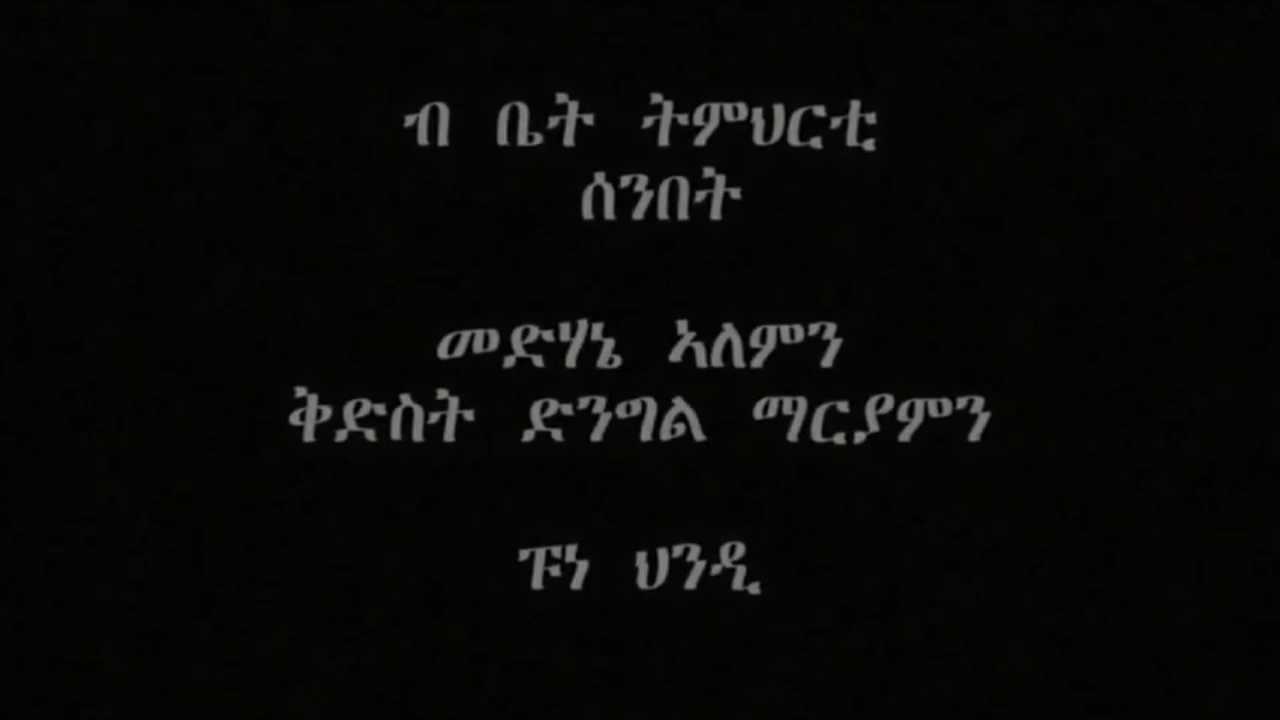 ብ ቤት ትምህርቲ
ሰንበት
መድሃኔ ኣለምን
ቅድስት ድንግል ማርያምን
ፑነ ህንዲ